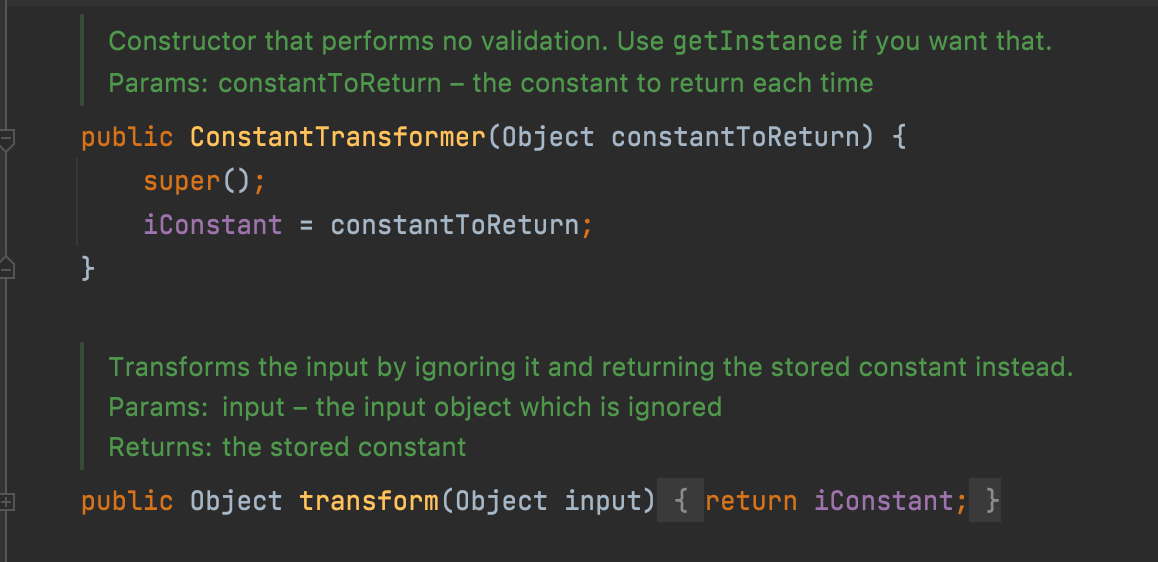 Constructor that performs no validation. Use getInstance if you want that.
Params: constantToReturn – the constant to return each time
public ConstantTransformer(Object constantToReturn) {
super();
iConstant = constantToReturn;
}
Transforms the input by ignoring it and returning the stored constant instead.
Params: input – the input object which is ignored
Returns: the stored constant
public Object transform(Object input) { return iConstant; }